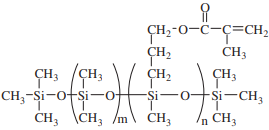 O
CH₂-O-C-C=CH₂
CH₂ CH₃
CH₃ CH₃ CH₂ CH₃
CH₃-Si-O-Si-O-Si-O-Si-CH₃
CH₃ CH₃ m CH₃ n CH₃